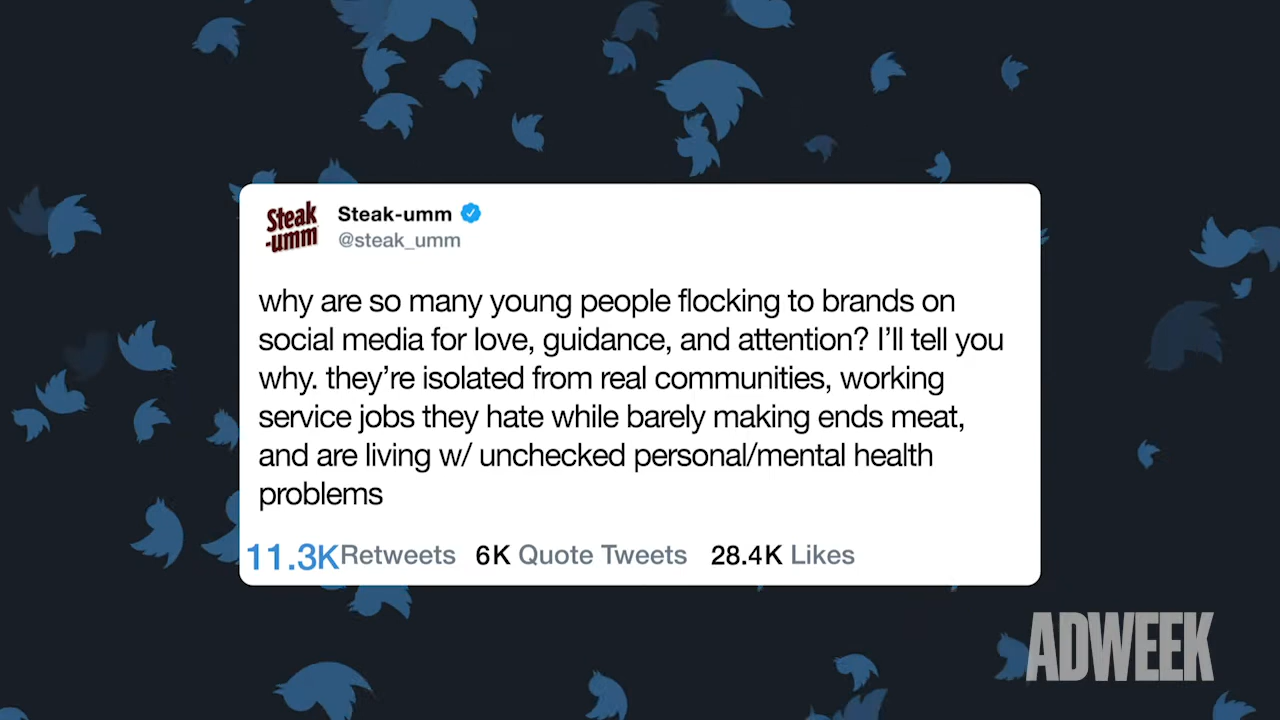 Steak
-umm
Steak-umm
@steak_umm
why are so many young people flocking to brands on
social media for love, guidance, and attention? I’ll tell you
why. they’re isolated from real communities, working
service jobs they hate while barely making ends meat,
and are living w/ unchecked personal/mental health
problems
11.3K Retweets 6K Quote Tweets 28.4K Likes
ADWEEK